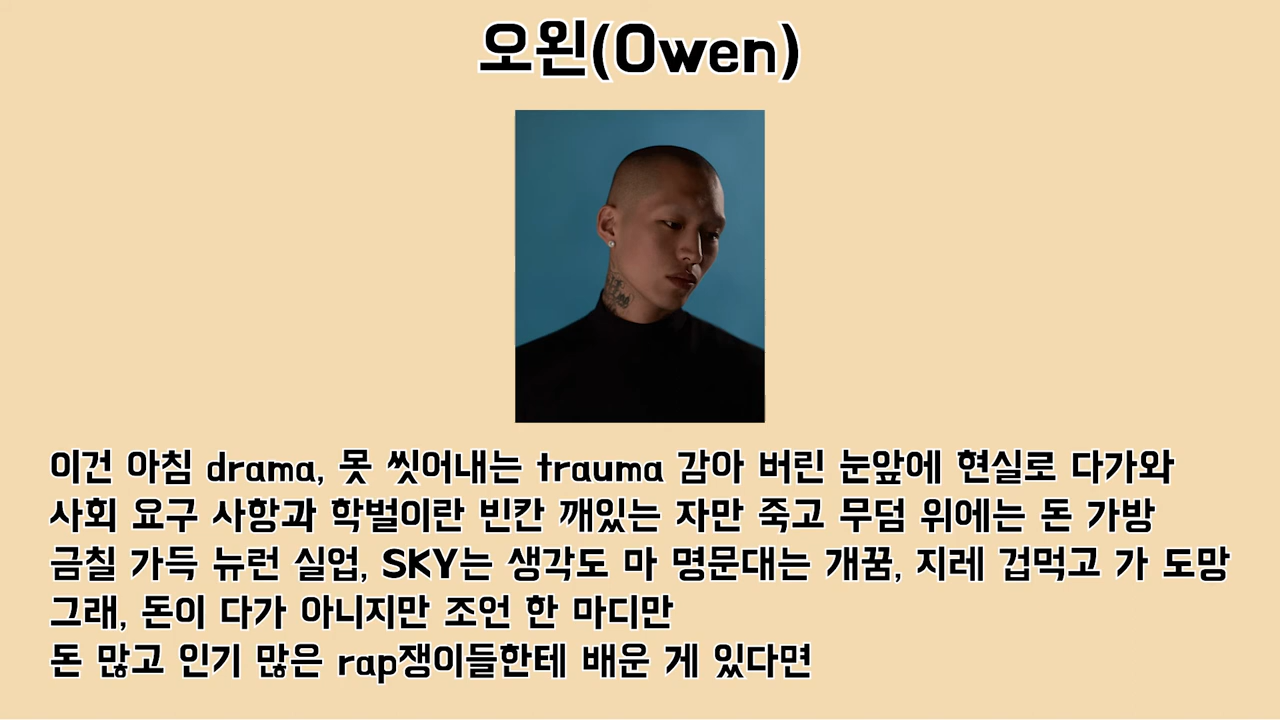 오왼(Owen)
이건 아침 drama, 못 씻어내는 trauma 감아 버린 눈앞에 현실로 다가와
사회 요구 사항과 학벌이란 빈칸 깨있는 자만 죽고 무덤 위에는 돈 가방
금칠 가득 뉴런 실업, SKY는 생각도 마 명문대는 개꿈, 지레 겁먹고 가 도망
그래, 돈이 다가 아니지만 조언 한 마디만
돈 많고 인기 많은 rap쟁이들한테 배운 게 있다면